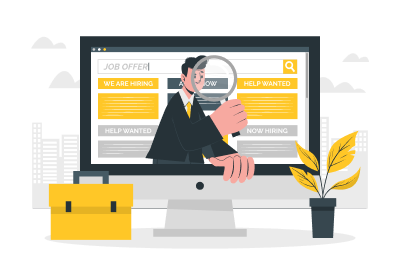 JOB OFFER
WE ARE HIRING
HELP WANTED
HELP WANTED
NOW HIRING